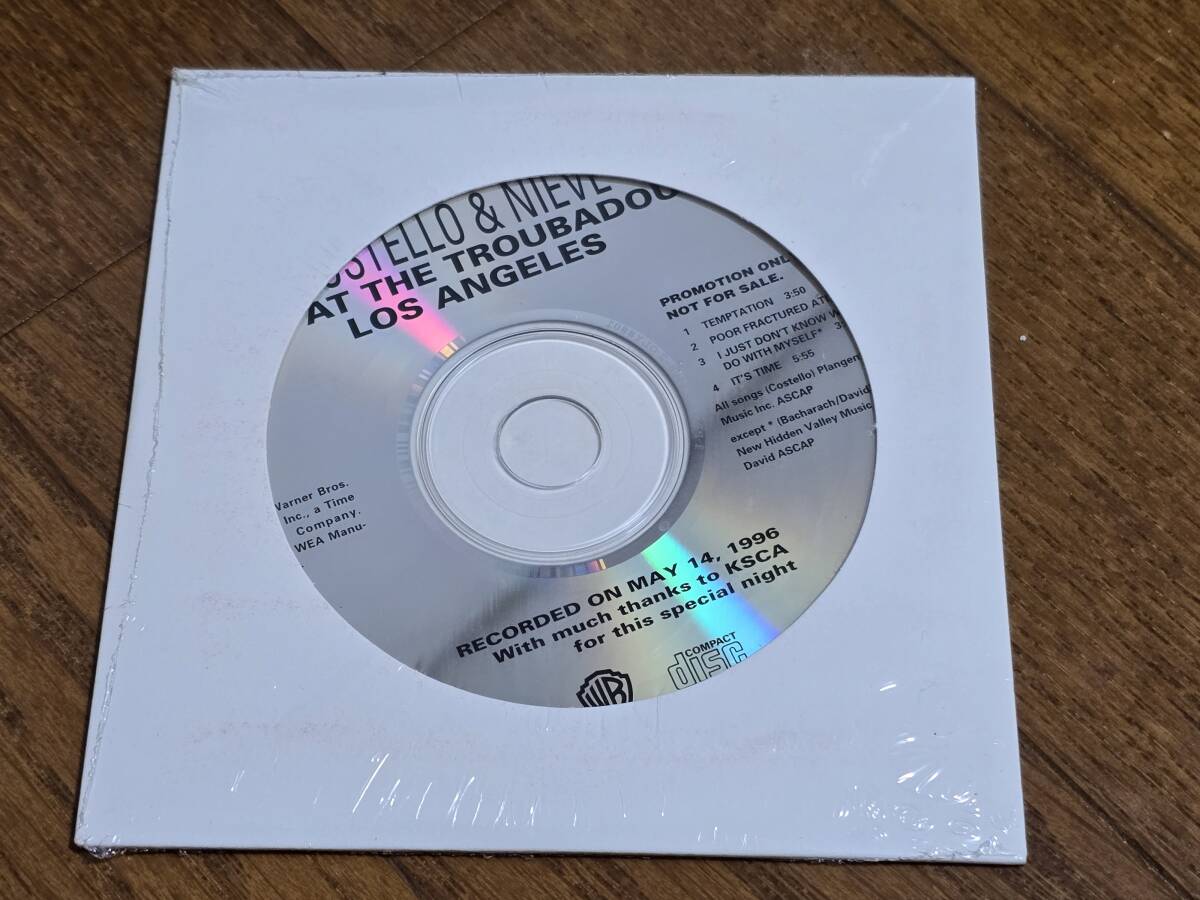 OSTELLO & NIEVE
AT THE TROUBADOU
LOS ANGELES
PROMOTION ONL
NOT FOR SALE.
1 TEMPTATION 3:50
2 POOR FRACTURED AT
3 I JUST DON'T KNOW W
DO WITH MYSELF*
4 IT'S TIME 5:55
All songs (Costello) Plangen
Music Inc. ASCAP
except * (Bacharach/David
New Hidden Valley Music
David ASCAP
Warner Bros.
Inc., a Time
Company.
WEA Manu-
RECORDED ON MAY 14, 1996
With much thanks to KSCA
for this special night
WB
COMPACT
disc